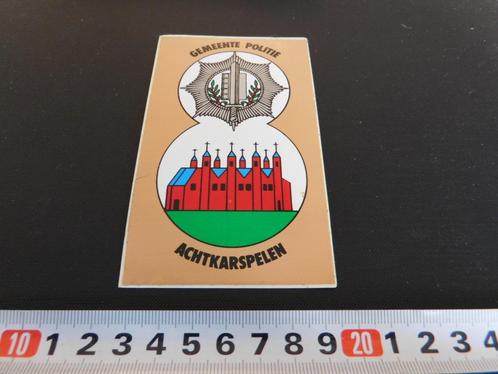 GEMEENTE POLITIE
ACHTKARSPELEN
10 1 2 3 4 5 6 7 8 9 20 1 2 3 4